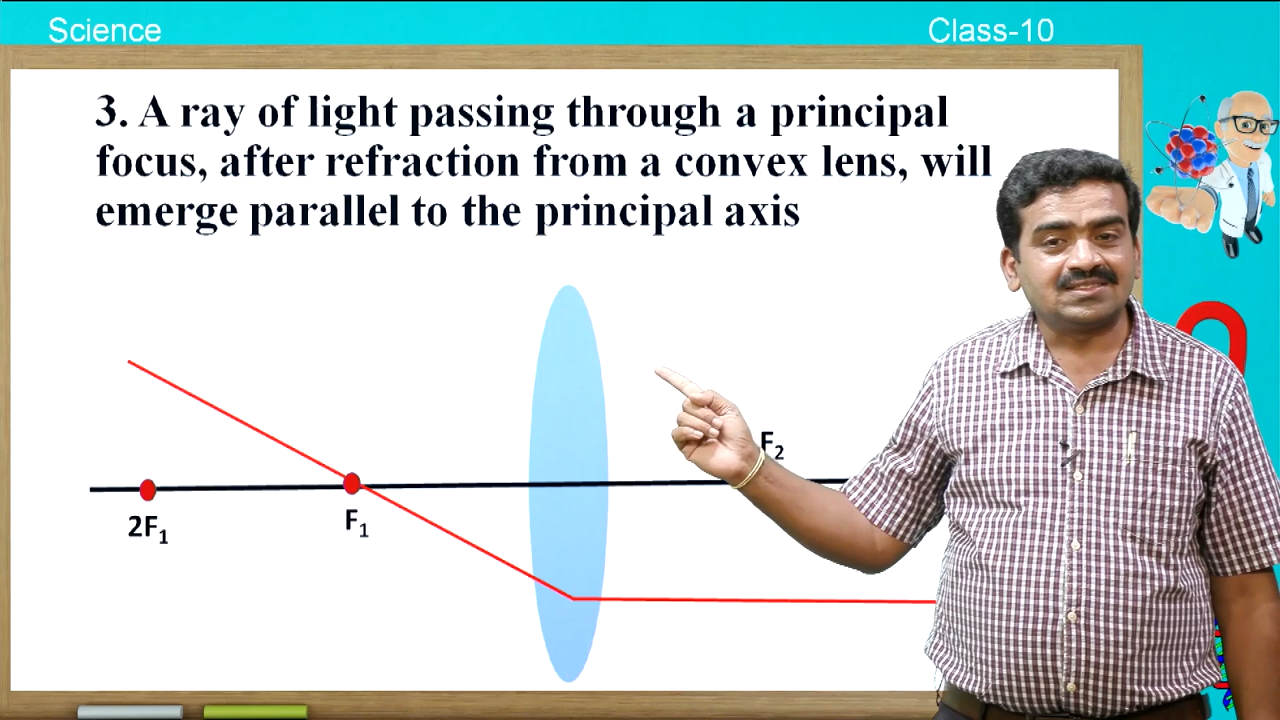 Science
Class-10
3. A ray of light passing through a principal
focus, after refraction from a convex lens, will
emerge parallel to the principal axis
F₂
2F₁
F₁